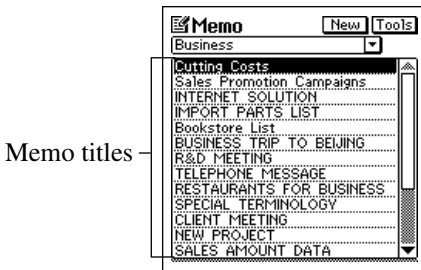 Memo New Tools
Business
Memo titles
Cutting Costs
Sales Promotion Campaigns
INTERNET SOLUTION
IMPORT PARTS LIST
Bookstore List
BUSINESS TRIP TO BEIJING
R&D MEETING
TELEPHONE MESSAGE
RESTAURANTS FOR BUSINESS
SPECIAL TERMINOLOGY
CLIENT MEETING
NEW PROJECT
SALES AMOUNT DATA